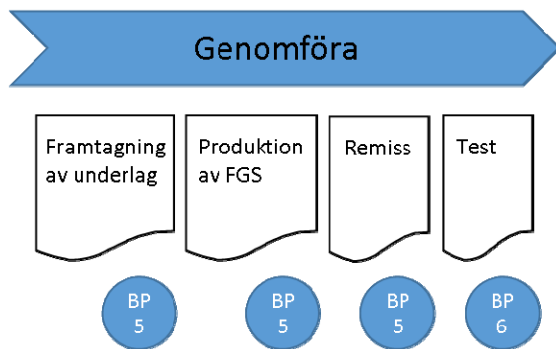 Genomföra
Framtagning
av underlag
Produktion
av FGS
Remiss
Test
BP
5
BP
5
BP
5
BP
6